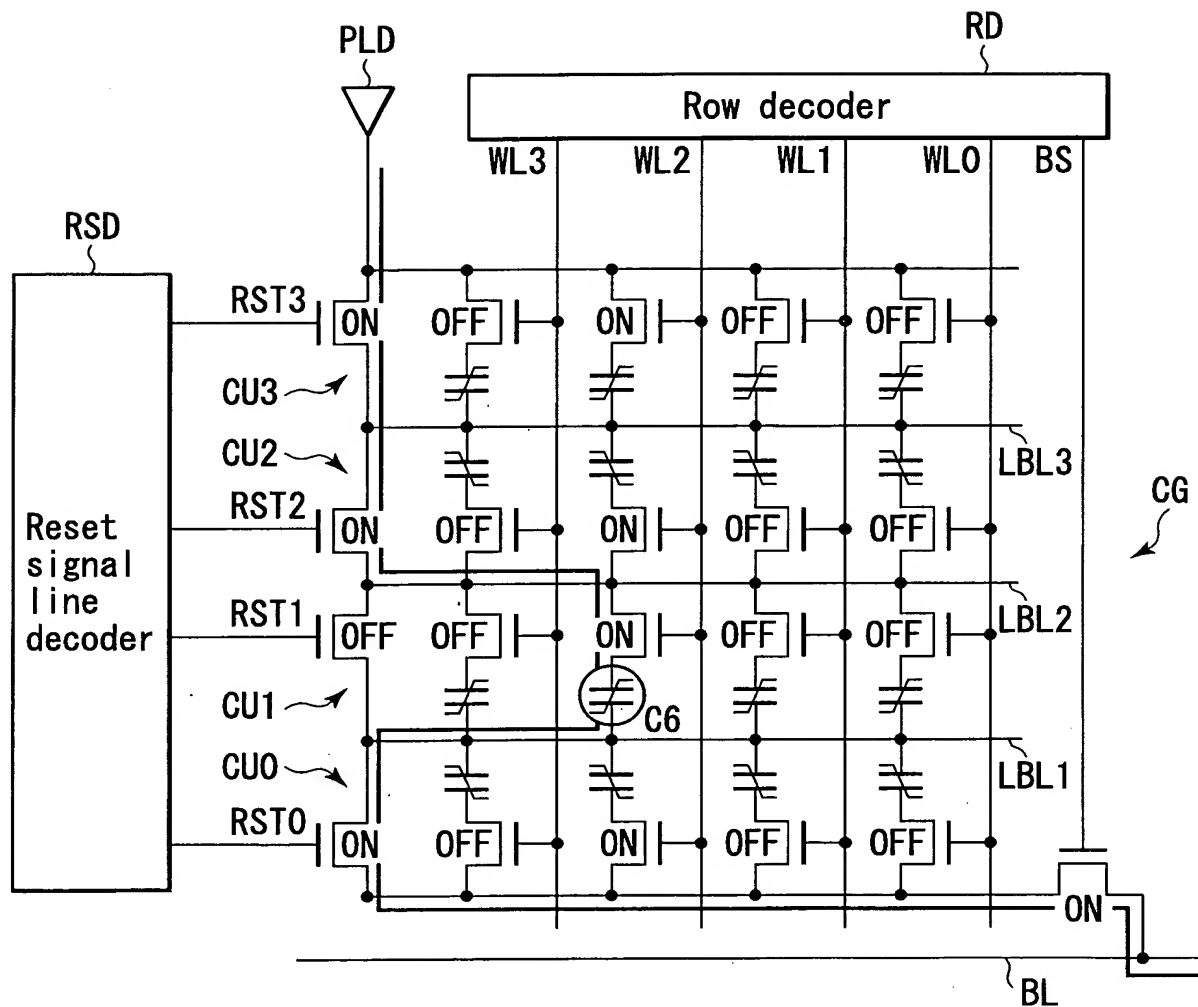 PLD
RD
Row decoder
WL3 WL2 WL1 WL0 BS
RSD
RST3 ON OFF ON OFF OFF
CU3
LBL3
CU2
CG
RST2 ON OFF ON OFF OFF
Reset
signal
line
decoder
LBL2
RST1 OFF OFF ON OFF OFF
CU1
C6
LBL1
CU0
RST0 ON OFF ON OFF OFF
ON
BL